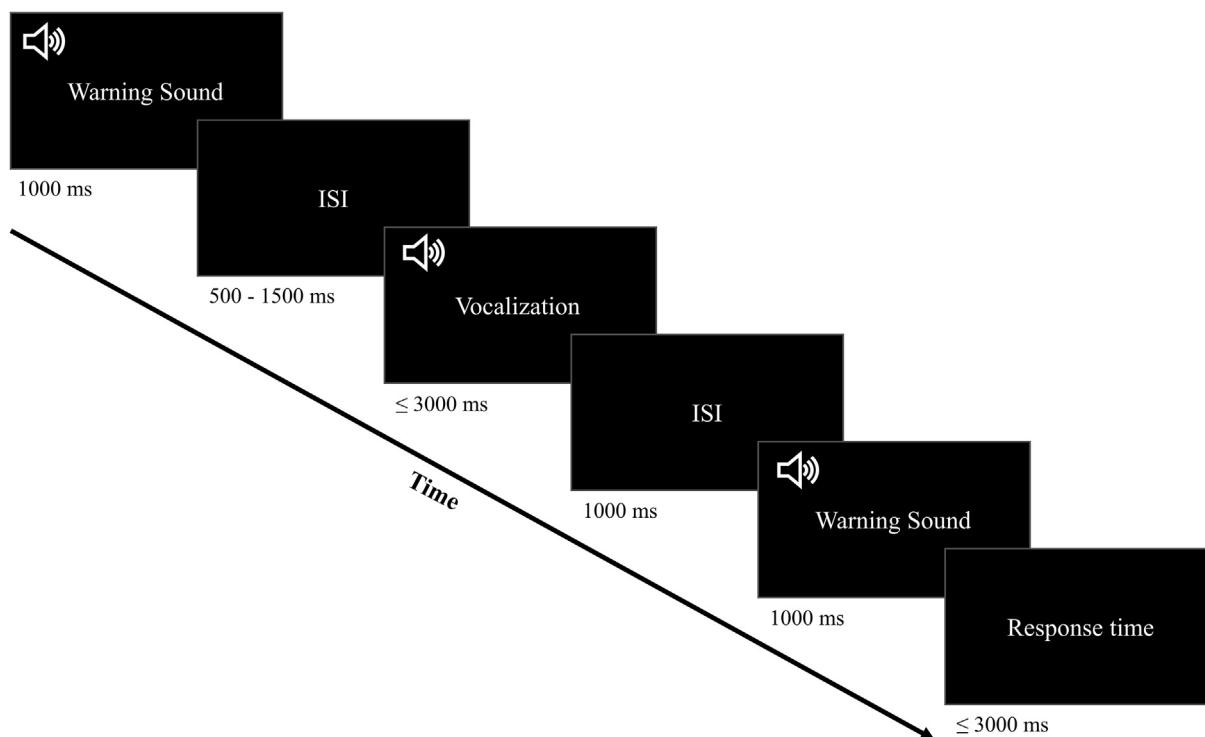 Warning Sound
1000 ms
ISI
500 - 1500 ms
Vocalization
≤ 3000 ms
ISI
1000 ms
Time
Warning Sound
1000 ms
Response time
≤ 3000 ms